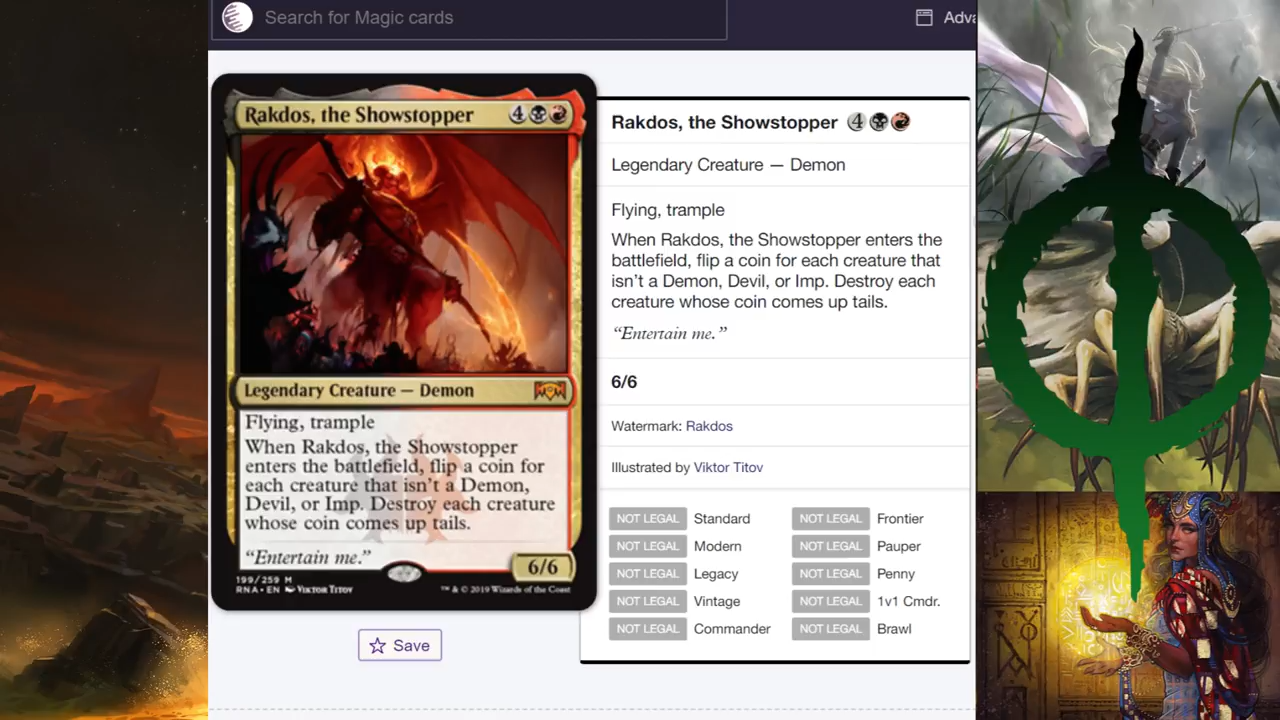 Search for Magic cards
Adva
Rakdos, the Showstopper 4
Legendary Creature — Demon
Flying, trample
When Rakdos, the Showstopper
enters the battlefield, flip a coin for
each creature that isn't a Demon,
Devil, or Imp. Destroy each creature
whose coin comes up tails.
"Entertain me."
6/6
199/259 M
RNA • EN Viktor Titov
™ & © 2019 Wizards of the Coast
Save
Rakdos, the Showstopper 4
Legendary Creature — Demon
Flying, trample
When Rakdos, the Showstopper enters the
battlefield, flip a coin for each creature that
isn't a Demon, Devil, or Imp. Destroy each
creature whose coin comes up tails.
"Entertain me."
6/6
Watermark: Rakdos
Illustrated by Viktor Titov
NOT LEGAL Standard NOT LEGAL Frontier
NOT LEGAL Modern NOT LEGAL Pauper
NOT LEGAL Legacy NOT LEGAL Penny
NOT LEGAL Vintage NOT LEGAL 1v1 Cmdr.
NOT LEGAL Commander NOT LEGAL Brawl